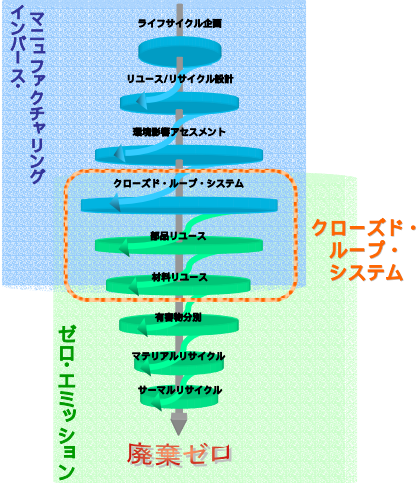 インバース・
マニュファクチャリング
ライフサイクル企画
リユース/リサイクル設計
環境影響アセスメント
クローズド・ループ・システム
部品リユース
材料リユース
有害物分別
マテリアルリサイクル
サーマルリサイクル
廃棄ゼロ
クローズド・
ループ・
システム
ゼロ・エミッション